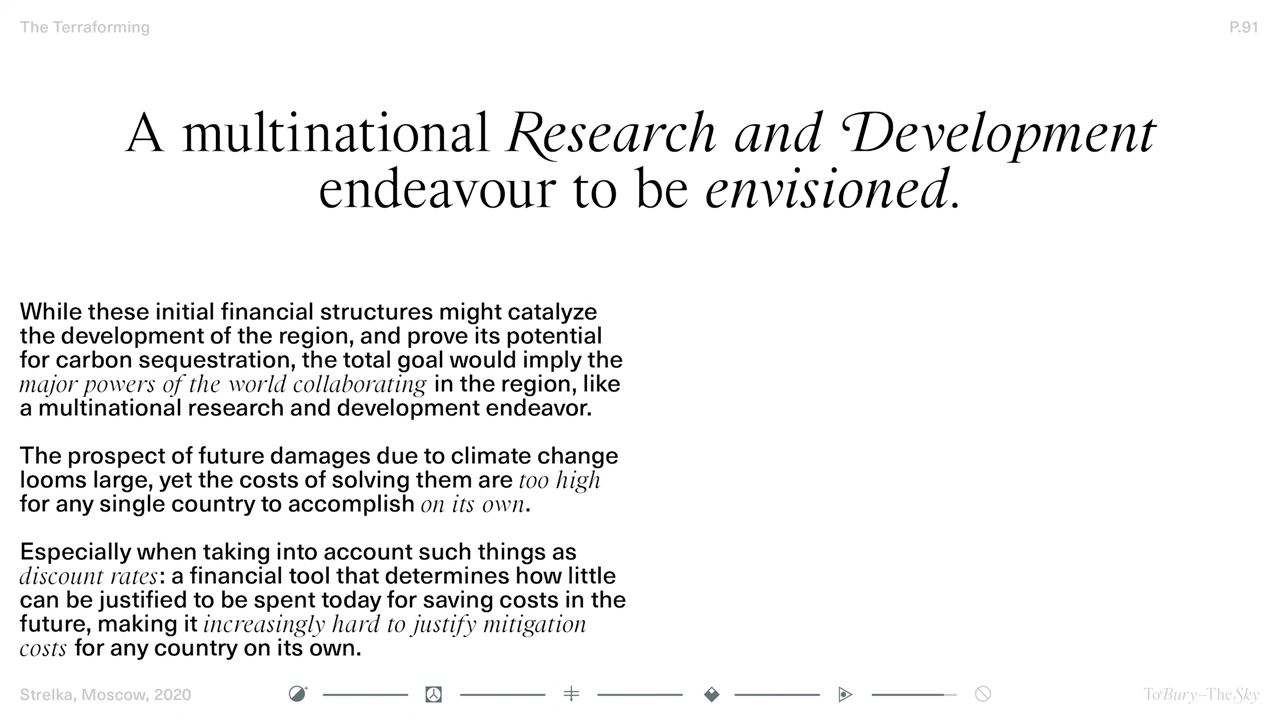 The Terraforming
P.91
A multinational Research and Development
endeavour to be envisioned.
While these initial financial structures might catalyze
the development of the region, and prove its potential
for carbon sequestration, the total goal would imply the
major powers of the world collaborating in the region, like
a multinational research and development endeavor.
The prospect of future damages due to climate change
looms large, yet the costs of solving them are too high
for any single country to accomplish on its own.
Especially when taking into account such things as
discount rates: a financial tool that determines how little
can be justified to be spent today for saving costs in the
future, making it increasingly hard to justify mitigation
costs for any country on its own.
Strelka, Moscow, 2020
To Bury–The Sky